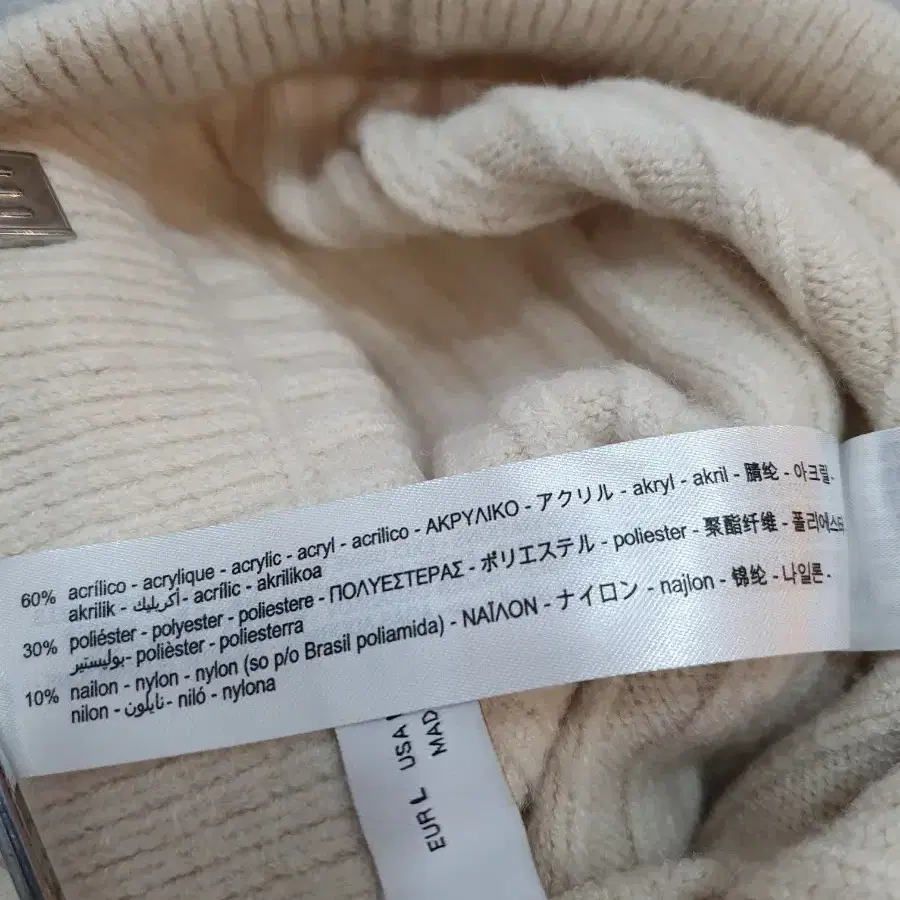 60% acrílico - acrylique - acrylic - acryl - acrilico - ΑΚΡΥΛΙΚΟ - アクリル - akryl - akril - 腈纶 - 아크릴 -
akrilik - أكريليك - acrílic - akrilikoa
30% poliéster - polyester - poliestere - ΠΟΛΥΕΣΤΕΡΑΣ - ポリエステル - poliester - 聚酯纤维 - 폴리에스터
بوليستير - polièster - poliesterra
10% nailon - nylon - nylon (so p/o Brasil poliamida) - ΝΑΪΛΟΝ - ナイロン - najlon - 锦纶 - 나일론 -
nilon - نايلون - niló - nylona
EUR L USA
MAD